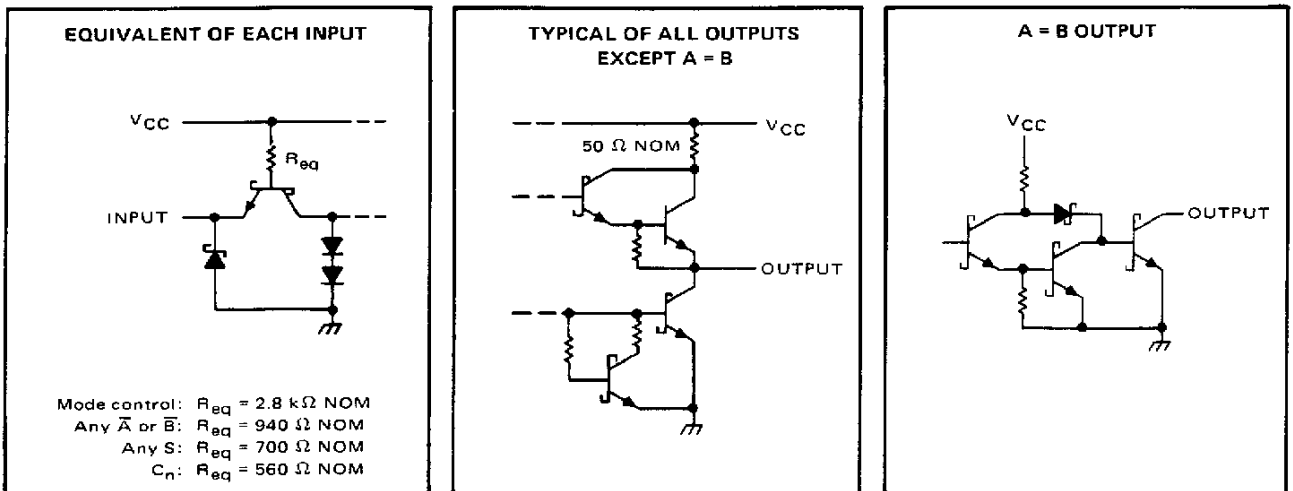 EQUIVALENT OF EACH INPUT
VCC
Req
INPUT
Mode control: Req = 2.8 kΩ NOM
Any A̅ or B̅: Req = 940 Ω NOM
Any S: Req = 700 Ω NOM
Cn: Req = 560 Ω NOM
TYPICAL OF ALL OUTPUTS
EXCEPT A = B
VCC
50 Ω NOM
OUTPUT
A = B OUTPUT
VCC
OUTPUT